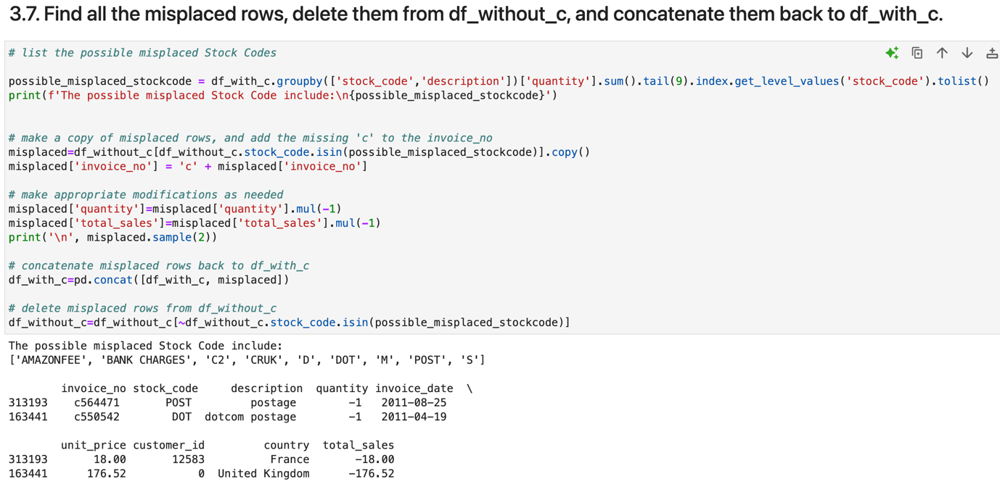 3.7. Find all the misplaced rows, delete them from df_without_c, and concatenate them back to df_with_c.
# list the possible misplaced Stock Codes
possible_misplaced_stockcode = df_with_c.groupby(['stock_code','description'])['quantity'].sum().tail(9).index.get_level_values('stock_code').tolist()
print(f'The possible misplaced Stock Code include:\n{possible_misplaced_stockcode}')
# make a copy of misplaced rows, and add the missing 'c' to the invoice_no
misplaced=df_without_c[df_without_c.stock_code.isin(possible_misplaced_stockcode)].copy()
misplaced['invoice_no'] = 'c' + misplaced['invoice_no']
# make appropriate modifications as needed
misplaced['quantity']=misplaced['quantity'].mul(-1)
misplaced['total_sales']=misplaced['total_sales'].mul(-1)
print('\n', misplaced.sample(2))
# concatenate misplaced rows back to df_with_c
df_with_c=pd.concat([df_with_c, misplaced])
# delete misplaced rows from df_without_c
df_without_c=df_without_c[~df_without_c.stock_code.isin(possible_misplaced_stockcode)]
The possible misplaced Stock Code include:
['AMAZONFEE', 'BANK CHARGES', 'C2', 'CRUK', 'D', 'DOT', 'M', 'POST', 'S']
invoice_no stock_code description quantity invoice_date \
313193 c564471 POST postage -1 2011-08-25
163441 c550542 DOT dotcom postage -1 2011-04-19
unit_price customer_id country total_sales
313193 18.00 12583 France -18.00
163441 176.52 0 United Kingdom -176.52